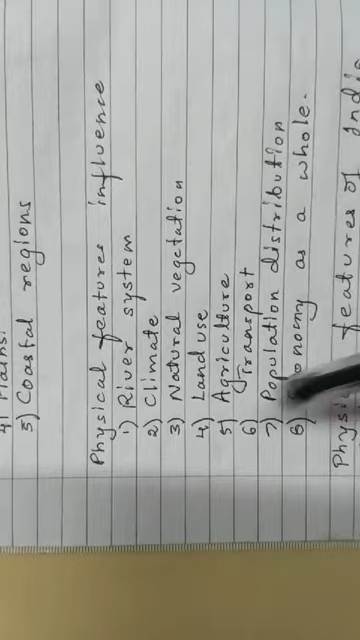 4) Plains.
5) Coastal regions
Physical features influence
1) River system
2) Climate
3) Natural vegetation
4) Land use
5) Agriculture
6) Transport
7) Population distribution
8) onomy as a whole.
features of India